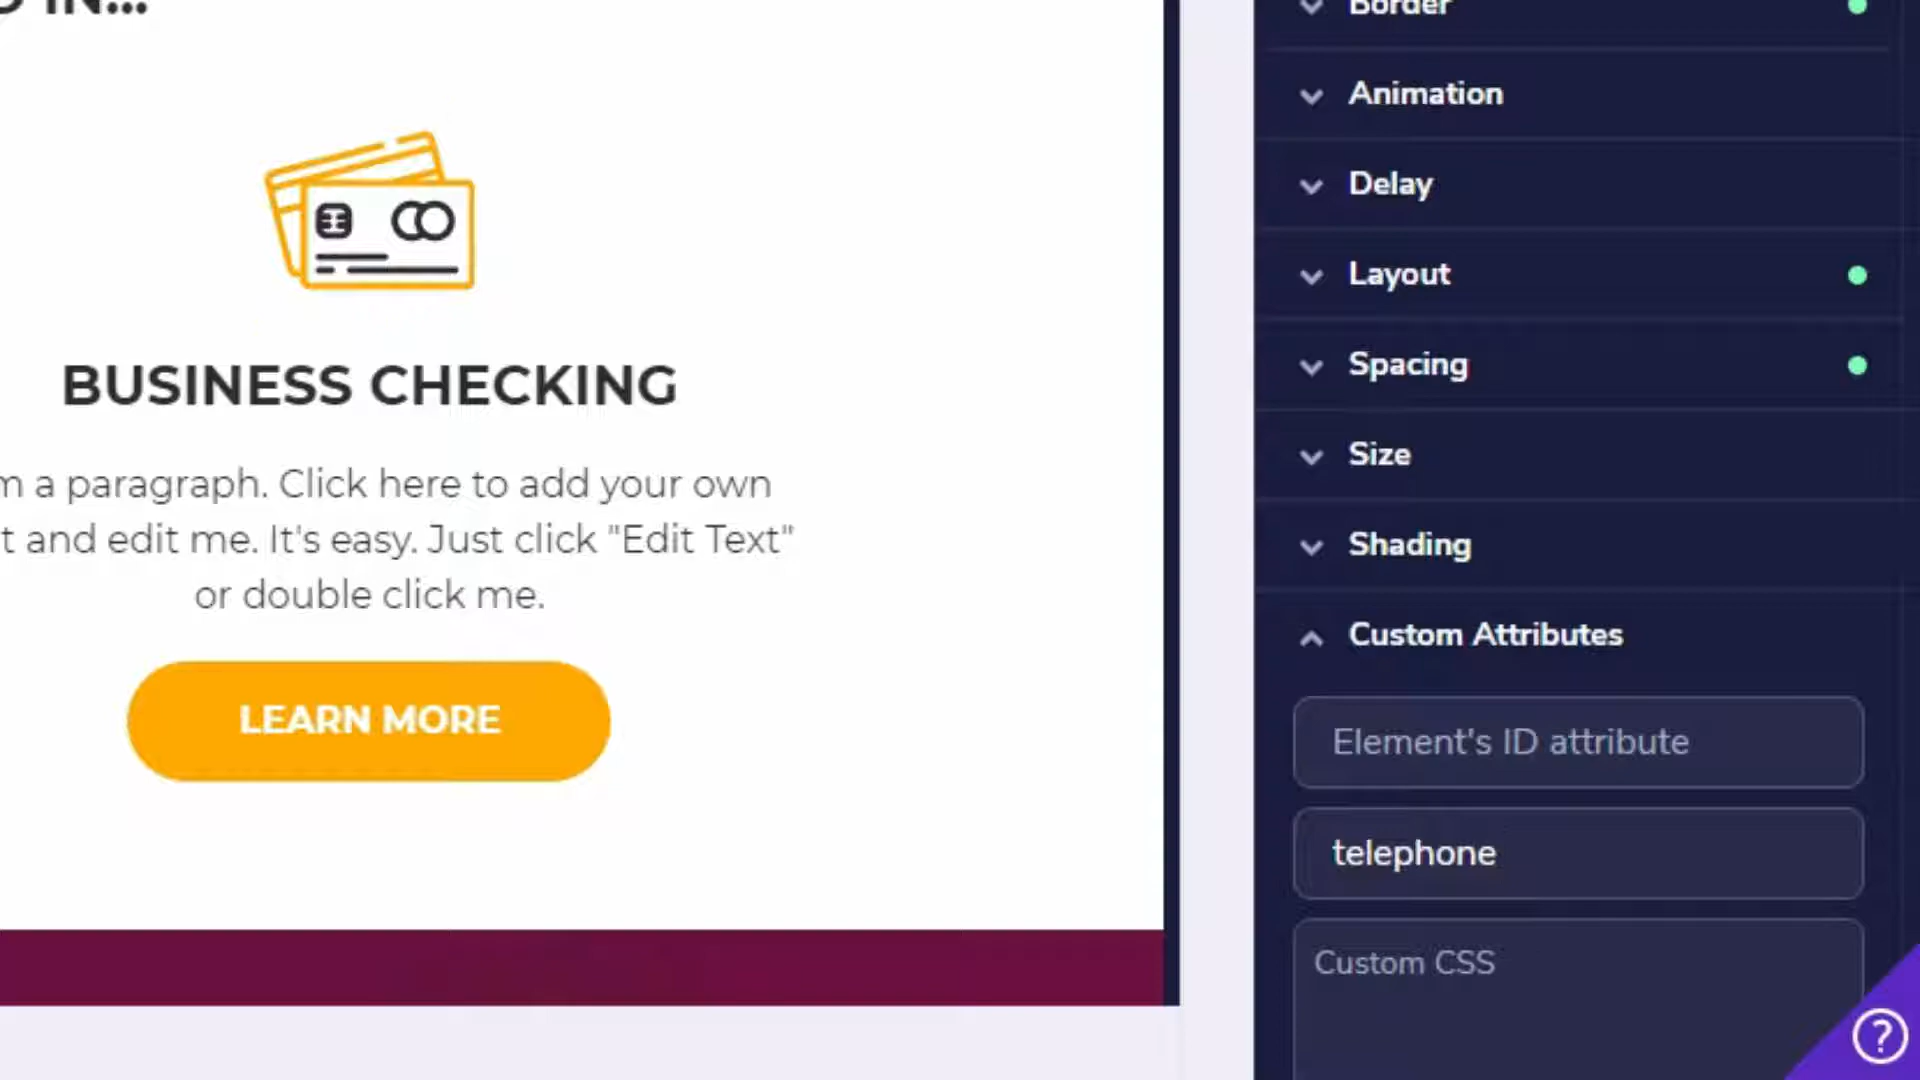 IN...
BUSINESS CHECKING
a paragraph. Click here to add your own
and edit me. It's easy. Just click "Edit Text"
or double click me.
LEARN MORE
Border
Animation
Delay
Layout
Spacing
Size
Shading
Custom Attributes
Element's ID attribute
telephone
Custom CSS
?